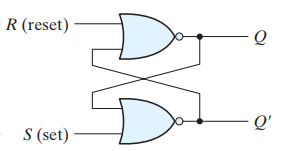 R (reset)
Q
S (set)
Q'